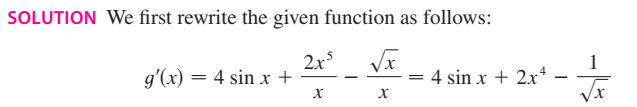 SOLUTION We first rewrite the given function as follows:
g′(x) = 4 sin x + 2x⁵/x − √x/x = 4 sin x + 2x⁴ − 1/√x